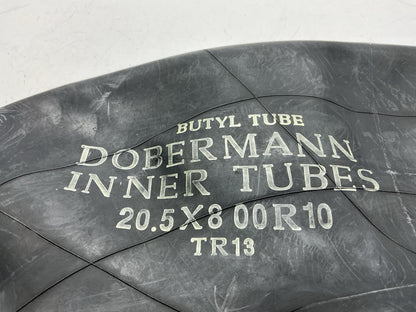 BUTYL TUBE
DOBERMANN
INNER TUBES
20.5X8 00R10
TR13